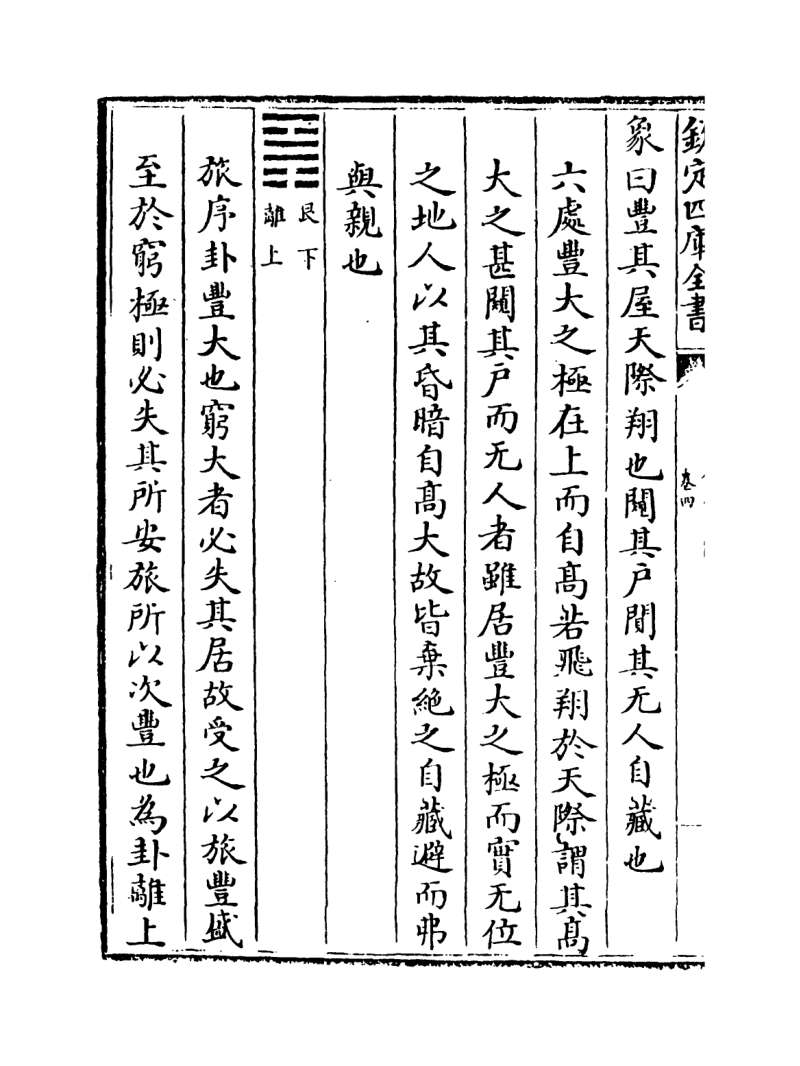 欽定四庫全書
卷四
象曰豐其屋天際翔也闚其戶闃其无人自藏也
六處豐大之極在上而自髙若飛翔於天際謂其髙
大之甚闚其戶而无人者雖居豐大之極而實无位
之地人以其昏暗自髙大故皆棄絶之自藏避而弗
與親也
艮下
離上
旅序卦豐大也窮大者必失其居故受之以旅豐盛
至於窮極則必失其所安旅所以次豐也為卦離上